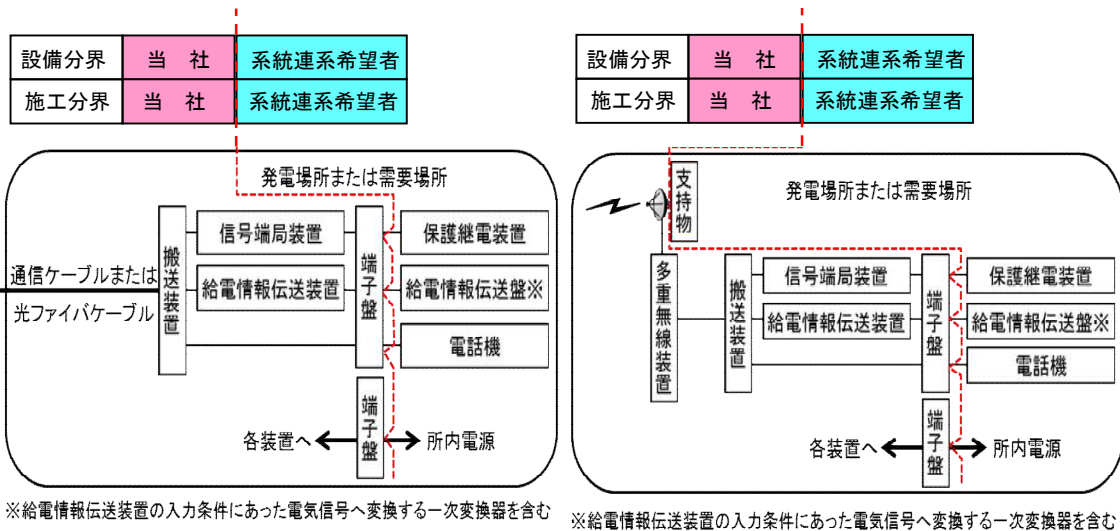 設備分界 当 社 系統連系希望者
施工分界 当 社 系統連系希望者
発電場所または需要場所
通信ケーブルまたは
光ファイバケーブル
搬送装置
信号端局装置
給電情報伝送装置
端子盤
保護継電装置
給電情報伝送盤※
電話機
端子盤
各装置へ
所内電源
※給電情報伝送装置の入力条件にあった電気信号へ変換する一次変換器を含む
設備分界 当 社 系統連系希望者
施工分界 当 社 系統連系希望者
支持物
発電場所または需要場所
多重無線装置
搬送装置
信号端局装置
給電情報伝送装置
端子盤
保護継電装置
給電情報伝送盤※
電話機
端子盤
各装置へ
所内電源
※給電情報伝送装置の入力条件にあった電気信号へ変換する一次変換器を含む